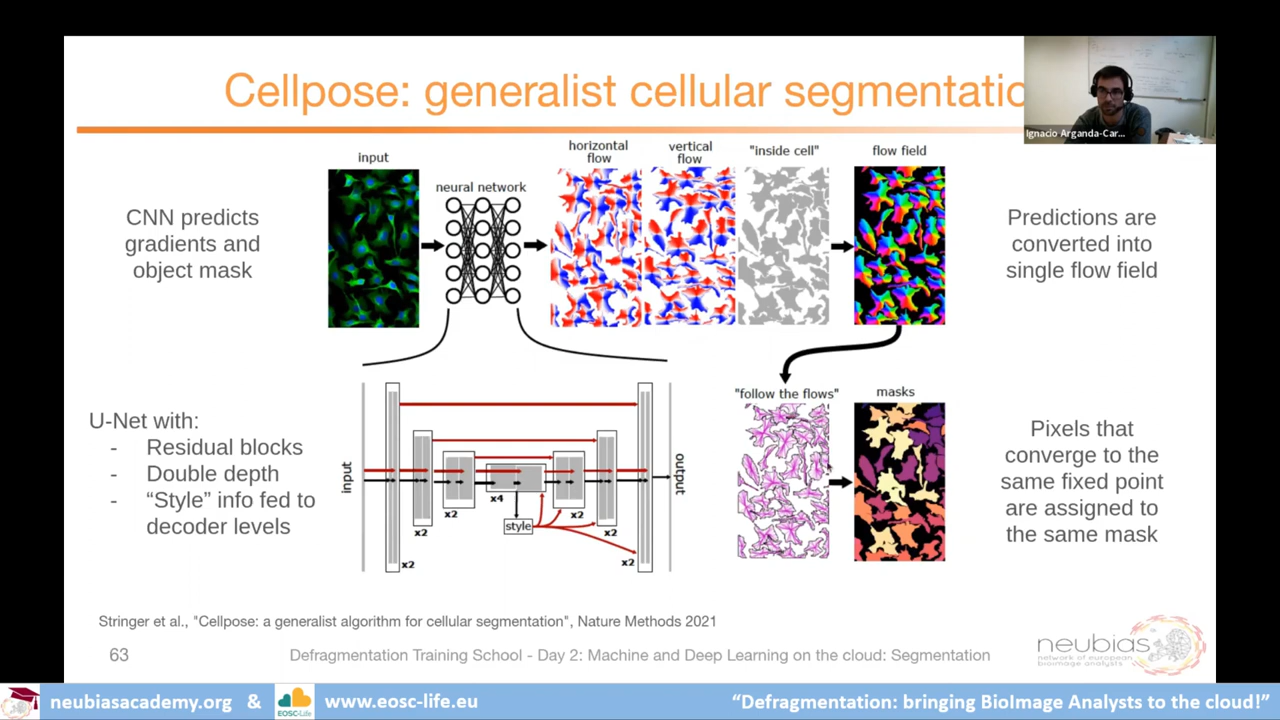 Cellpose: generalist cellular segmentatio
Ignacio Arganda-Car...
CNN predicts
gradients and
object mask
input
neural network
horizontal
flow
vertical
flow
"inside cell"
flow field
Predictions are
converted into
single flow field
U-Net with:
- Residual blocks
- Double depth
- “Style” info fed to
decoder levels
input
x2
x2
x2
x4
style
x2
x2
x2
output
"follow the flows"
masks
Pixels that
converge to the
same fixed point
are assigned to
the same mask
Stringer et al., "Cellpose: a generalist algorithm for cellular segmentation", Nature Methods 2021
63
Defragmentation Training School - Day 2: Machine and Deep Learning on the cloud: Segmentation
neubias
network of european
bioimage analysts
neubiasacademy.org &
EOSC-Life
www.eosc-life.eu
“Defragmentation: bringing BioImage Analysts to the cloud!”